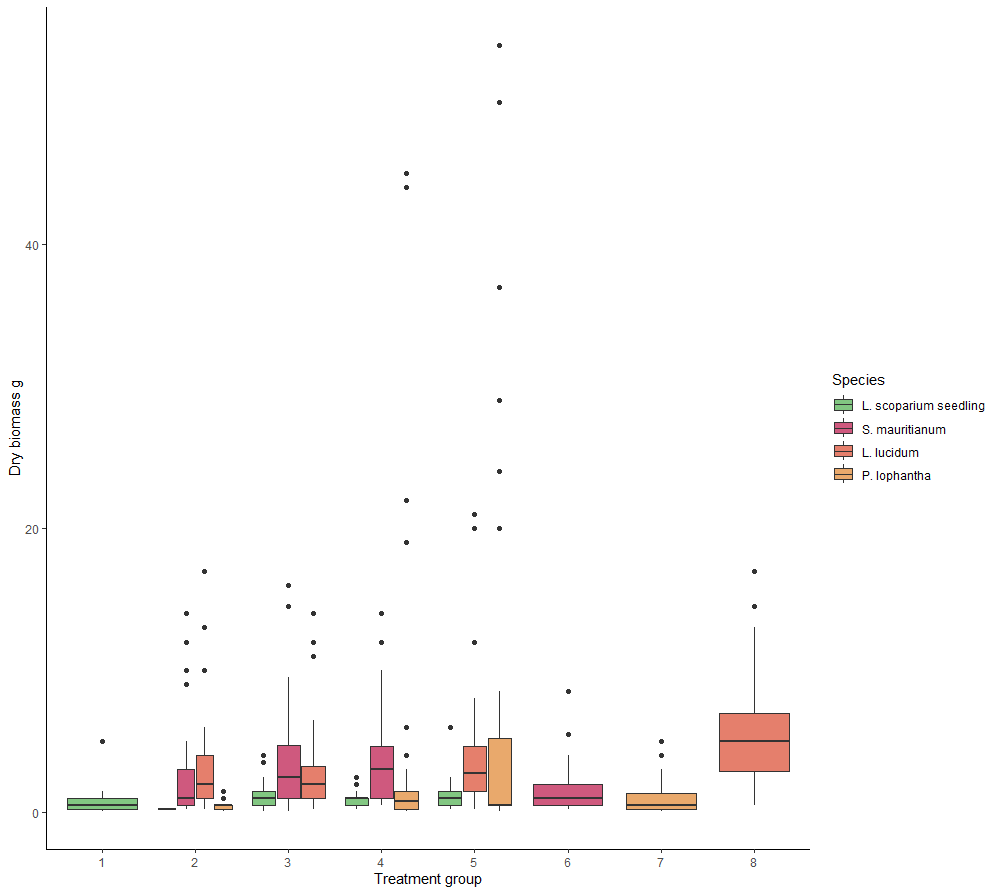 40
20
0
Dry biomass g
1 2 3 4 5 6 7 8
Treatment group
Species
L. scoparium seedling
S. mauritianum
L. lucidum
P. lophantha